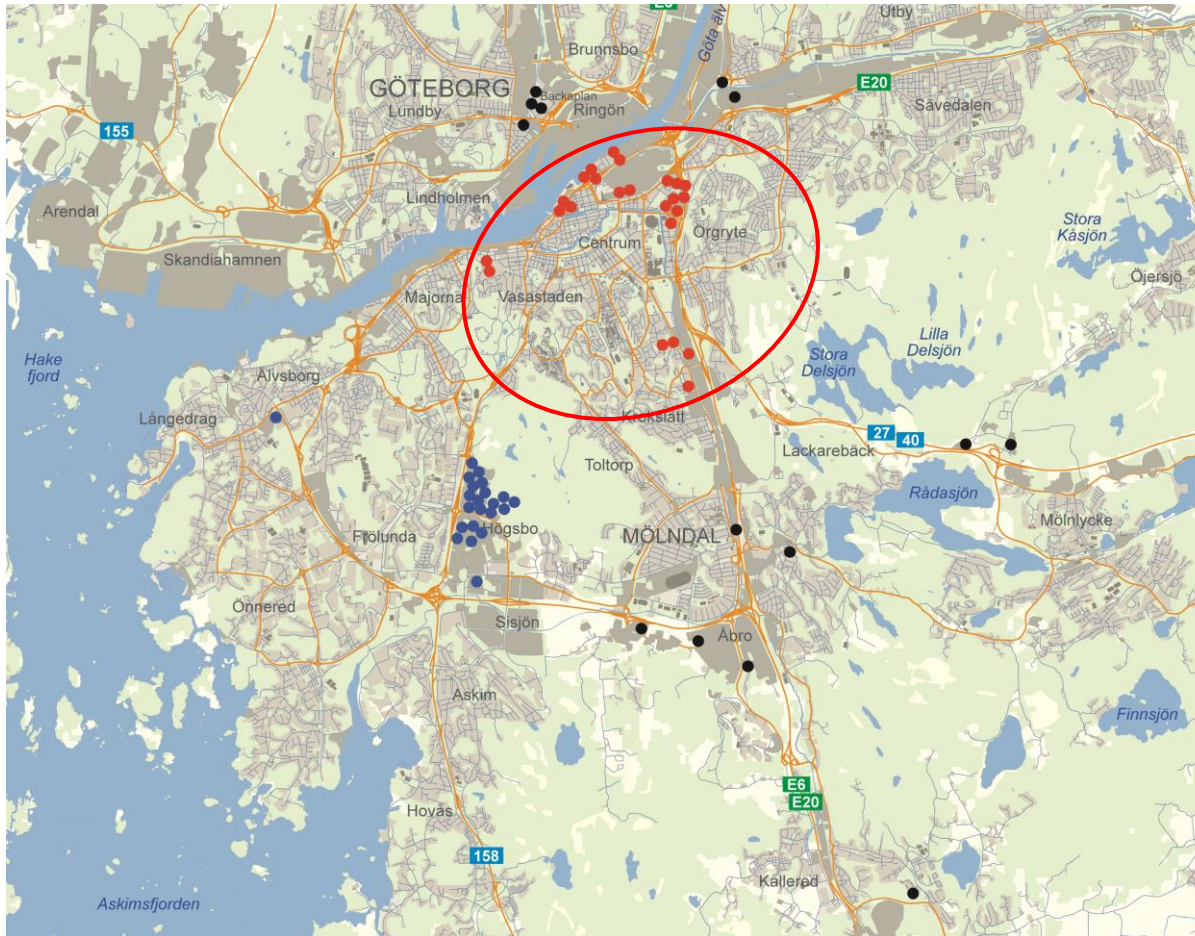 E6
Utby
Brunnsbo
Göta älv
GÖTEBORG
Backaplan
Lundby
Ringön
E20
Sävedalen
155
Lindholmen
Arendal
Centrum
Örgryte
Stora
Kåsjön
Skandiahamnen
Öjersjö
Majorna
Vasastaden
Hake
fjord
Lilla
Delsjön
Stora
Delsjön
Älvsborg
Långedrag
Krokslätt
27
40
Lackarebäck
Toltorp
Rådasjön
Mölnlycke
Högsbo
Frölunda
MÖLNDAL
Önnered
Sisjön
Åbro
Askim
Finnsjön
E6
E20
Hovås
158
Kållered
Askimsfjorden